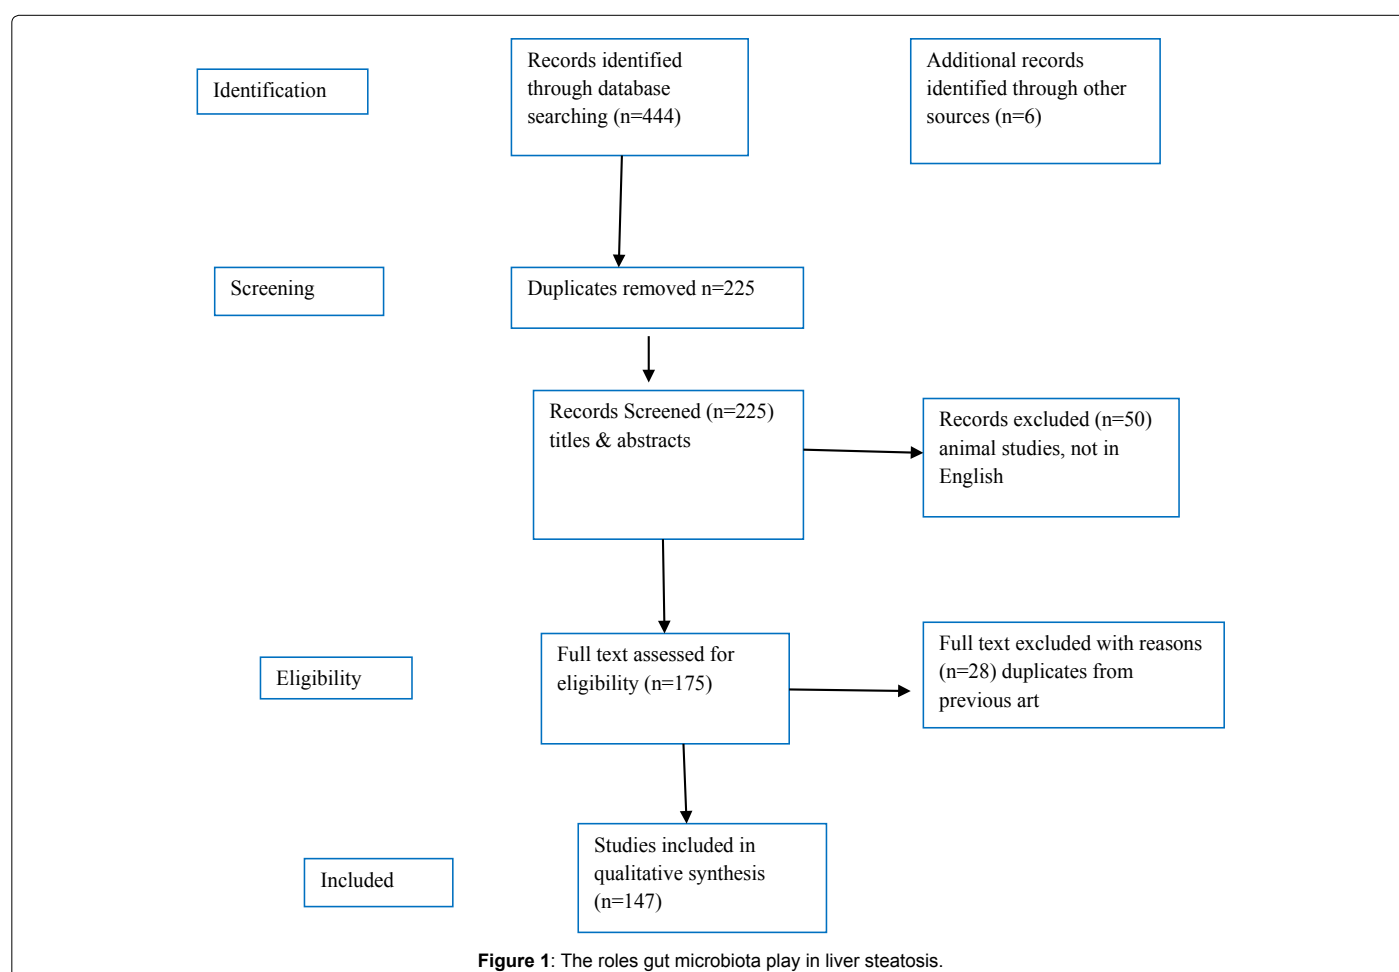 Identification
Records identified
through database
searching (n=444)
Additional records
identified through other
sources (n=6)
Screening
Duplicates removed n=225
Records Screened (n=225)
titles & abstracts
Records excluded (n=50)
animal studies, not in
English
Eligibility
Full text assessed for
eligibility (n=175)
Full text excluded with reasons
(n=28) duplicates from
previous art
Included
Studies included in
qualitative synthesis
(n=147)
Figure 1: The roles gut microbiota play in liver steatosis.